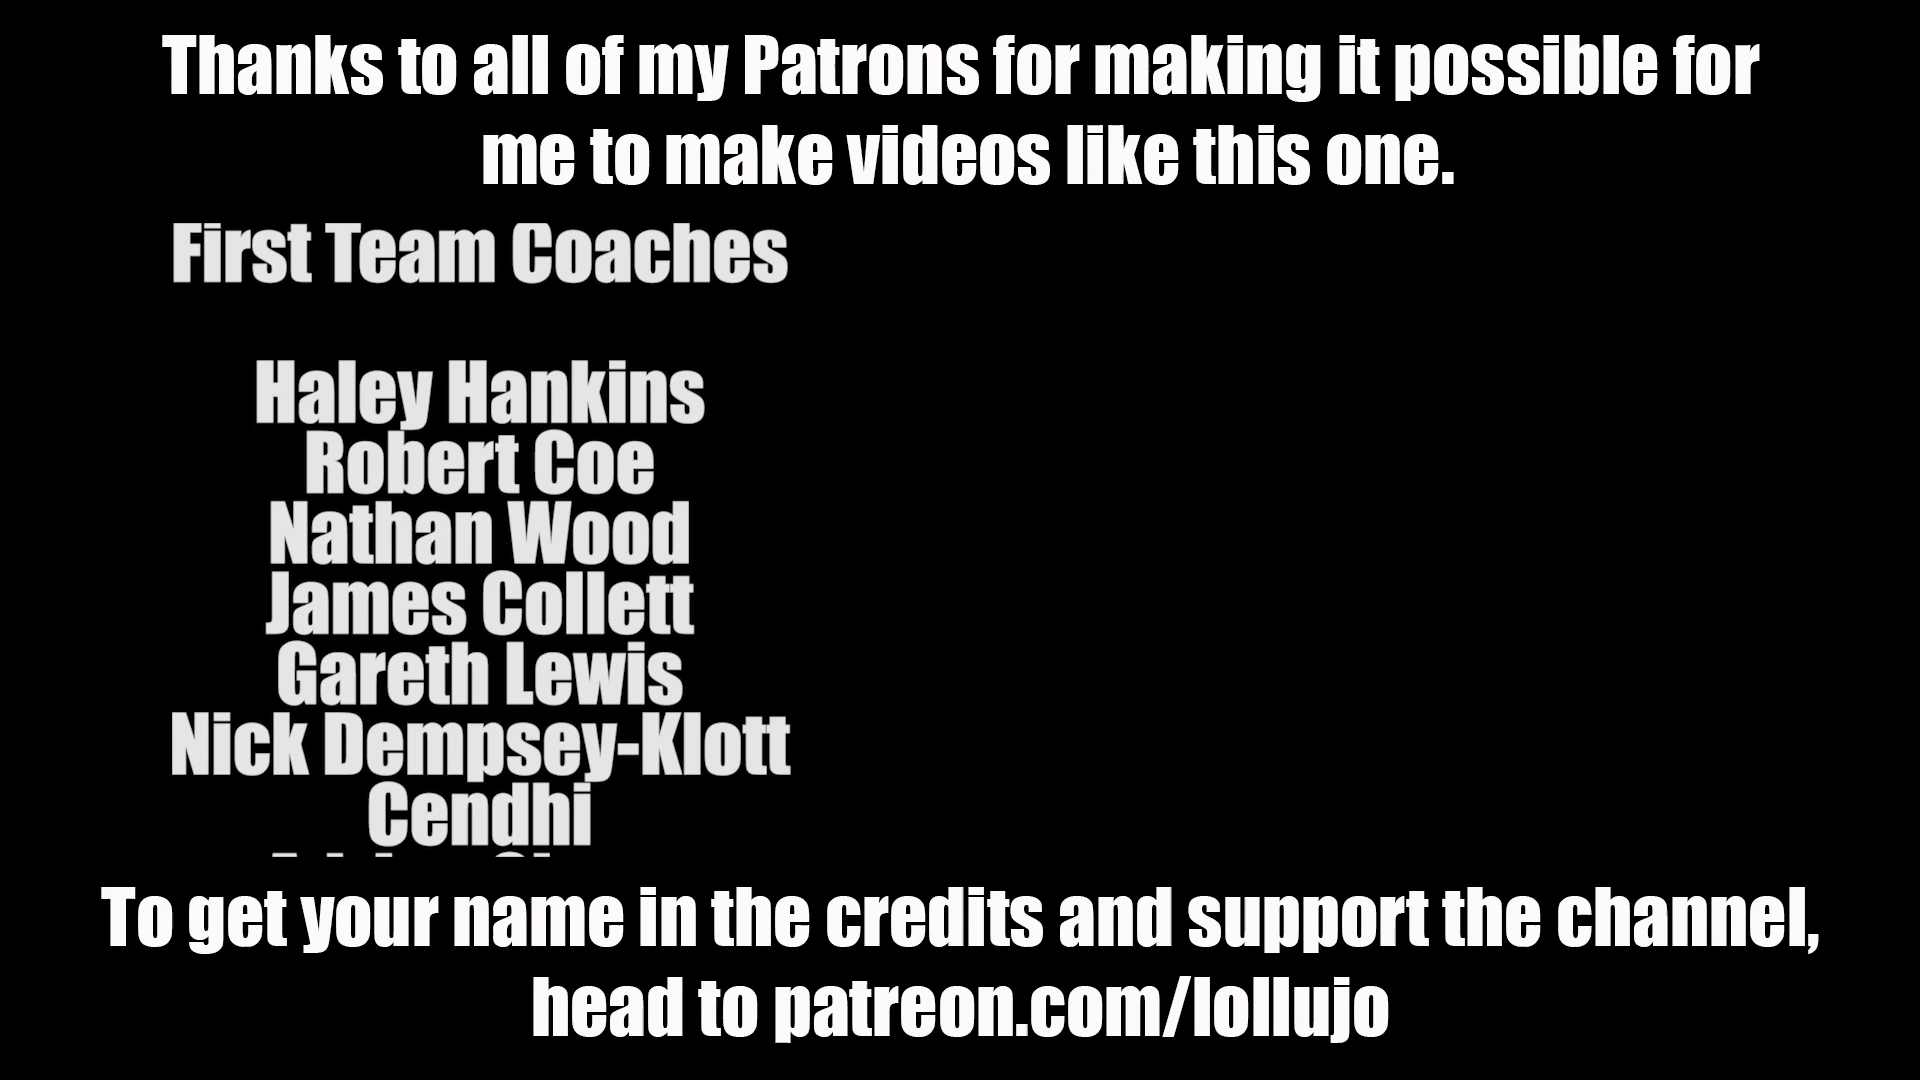 Thanks to all of my Patrons for making it possible for
me to make videos like this one.
First Team Coaches
Haley Hankins
Robert Coe
Nathan Wood
James Collett
Gareth Lewis
Nick Dempsey-Klott
Cendhi
To get your name in the credits and support the channel,
head to patreon.com/lollujo